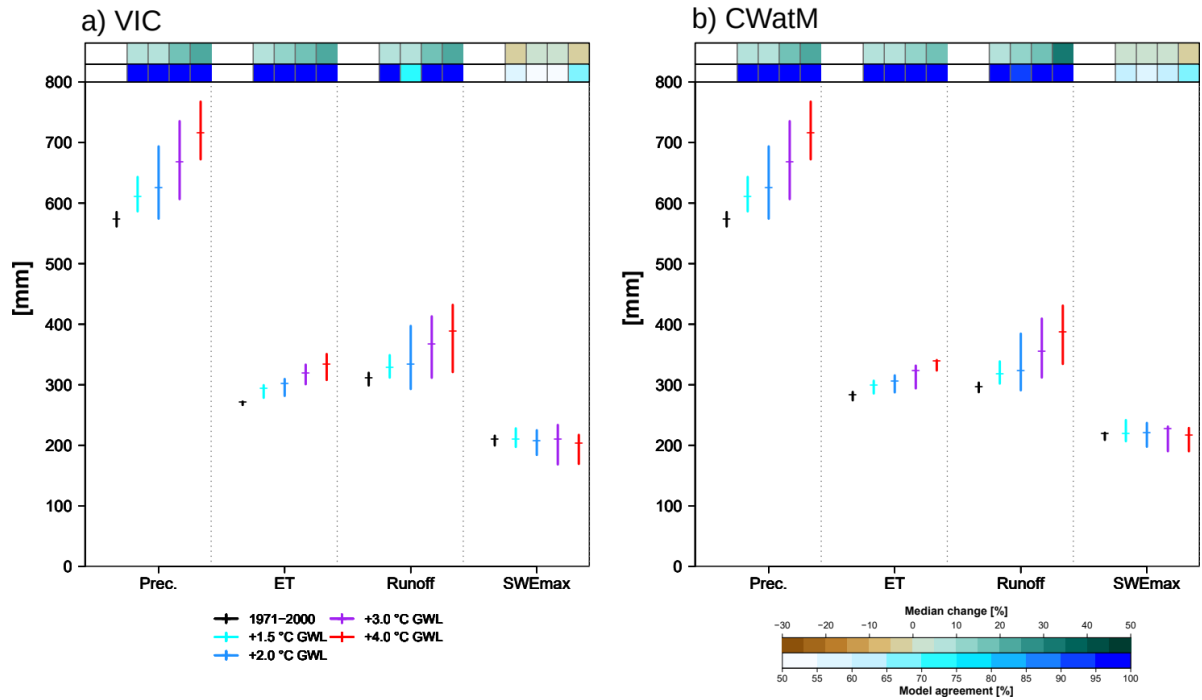 a) VIC
b) CWatM
800
700
600
500
400
300
200
100
0
[mm]
Prec.
ET
Runoff
SWEmax
800
700
600
500
400
300
200
100
0
[mm]
Prec.
ET
Runoff
SWEmax
1971−2000
+1.5 °C GWL
+2.0 °C GWL
+3.0 °C GWL
+4.0 °C GWL
Median change [%]
−30 −20 −10 0 10 20 30 40 50
50 55 60 65 70 75 80 85 90 95 100
Model agreement [%]